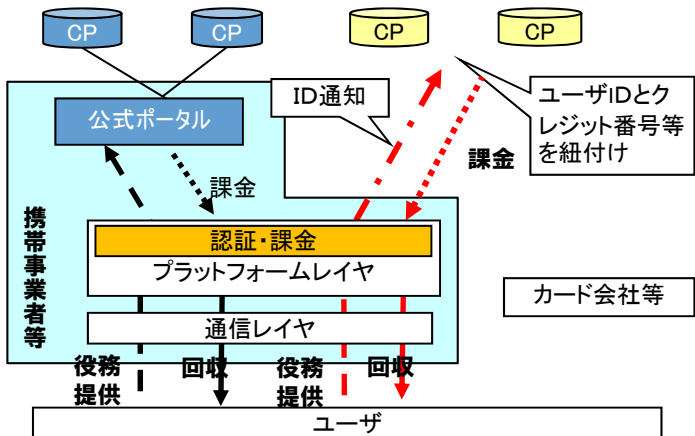 CP
CP
CP
CP
ID通知
ユーザIDとク
レジット番号等
を紐付け
公式ポータル
課金
課金
携帯事業者等
認証・課金
プラットフォームレイヤ
カード会社等
通信レイヤ
役務
提供
回収
役務
提供
回収
ユーザ